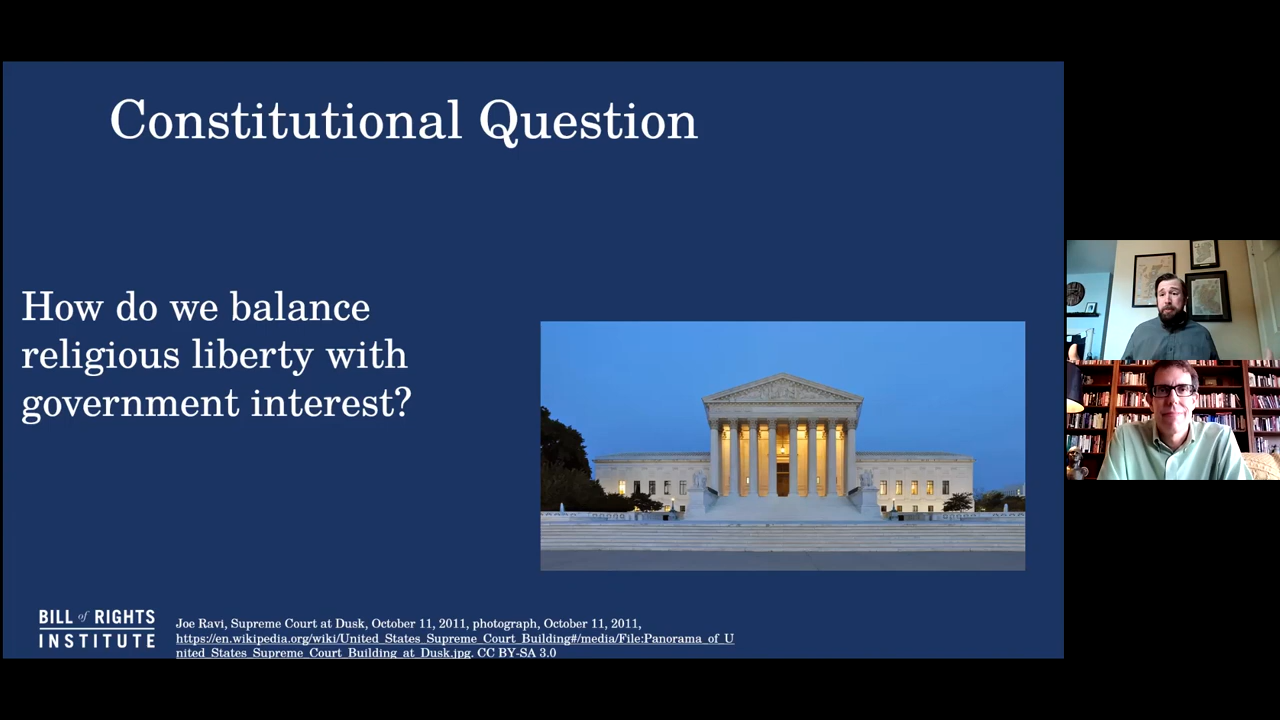 Constitutional Question
How do we balance
religious liberty with
government interest?
BILL of RIGHTS
INSTITUTE
Joe Ravi, Supreme Court at Dusk, October 11, 2011, photograph, October 11, 2011,
https://en.wikipedia.org/wiki/United_States_Supreme_Court_Building#/media/File:Panorama_of_U
nited_States_Supreme_Court_Building_at_Dusk.jpg. CC BY-SA 3.0